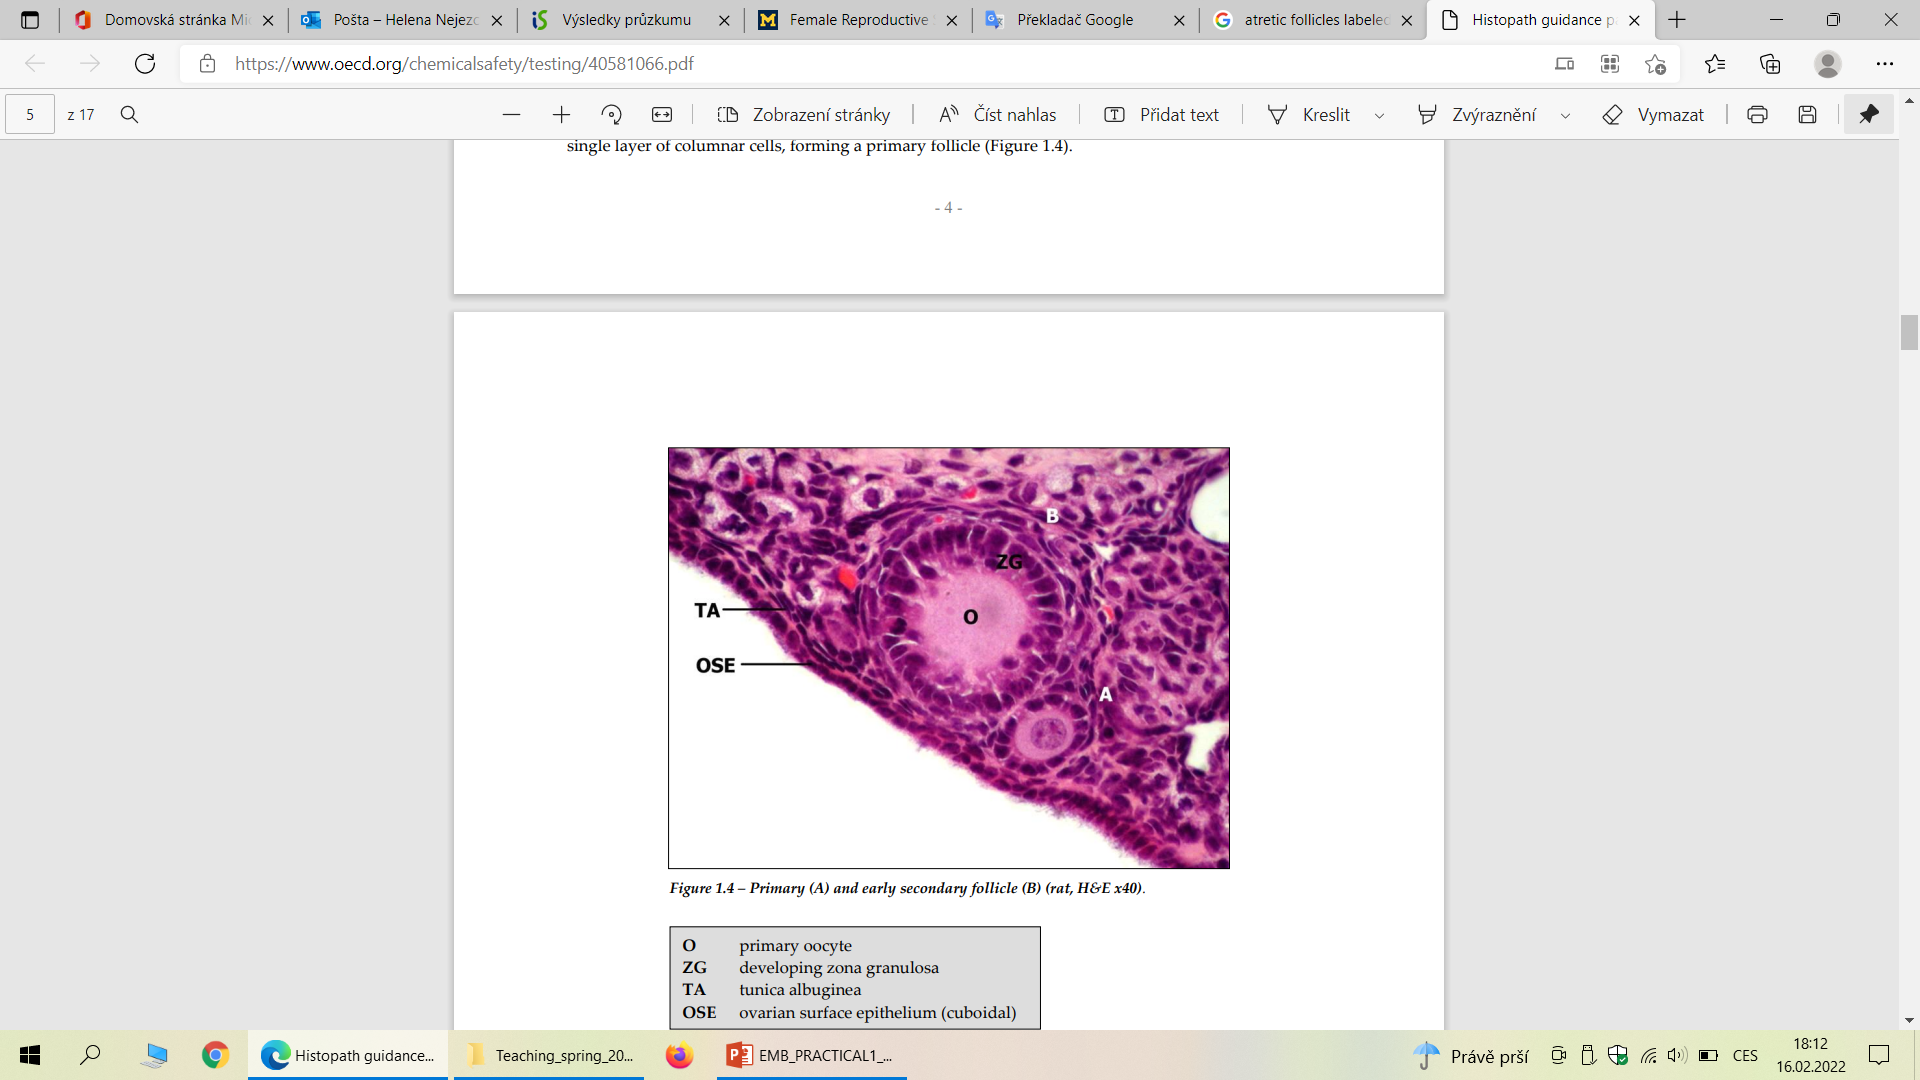 Domovská stránka Mi
Pošta – Helena Nejez
Výsledky průzkumu
Female Reproductive
Překladač Google
atretic follicles labeled
Histopath guidance p
https://www.oecd.org/chemicalsafety/testing/40581066.pdf
5 z 17
Zobrazení stránky
Číst nahlas
Přidat text
Kreslit
Zvýraznění
Vymazat
single layer of columnar cells, forming a primary follicle (Figure 1.4).
- 4 -
B
ZG
TA
O
OSE
A
Figure 1.4 – Primary (A) and early secondary follicle (B) (rat, H&E x40).
O primary oocyte
ZG developing zona granulosa
TA tunica albuginea
OSE ovarian surface epithelium (cuboidal)
Histopath guidance...
Teaching_spring_20...
EMB_PRACTICAL1_...
Právě prší
CES
18:12
16.02.2022